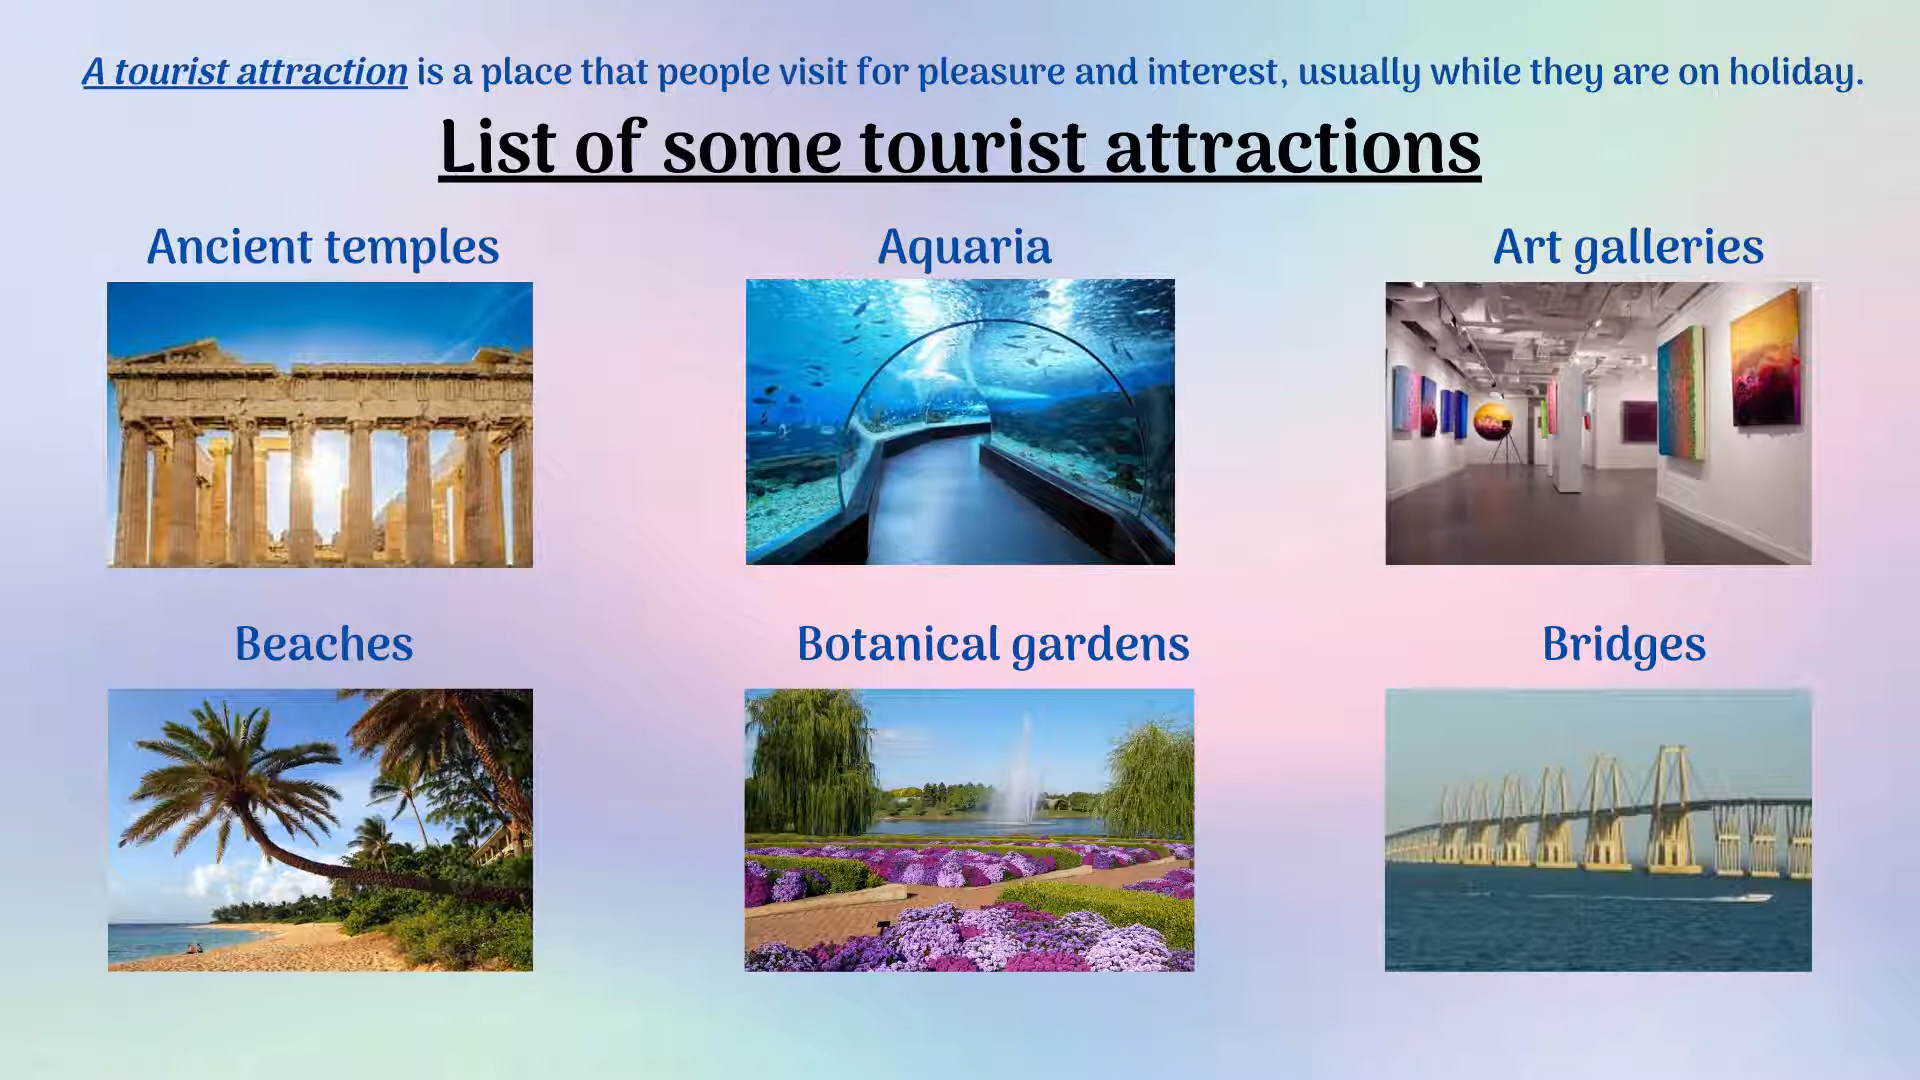 A tourist attraction is a place that people visit for pleasure and interest, usually while they are on holiday.
List of some tourist attractions
Ancient temples
Aquaria
Art galleries
Beaches
Botanical gardens
Bridges